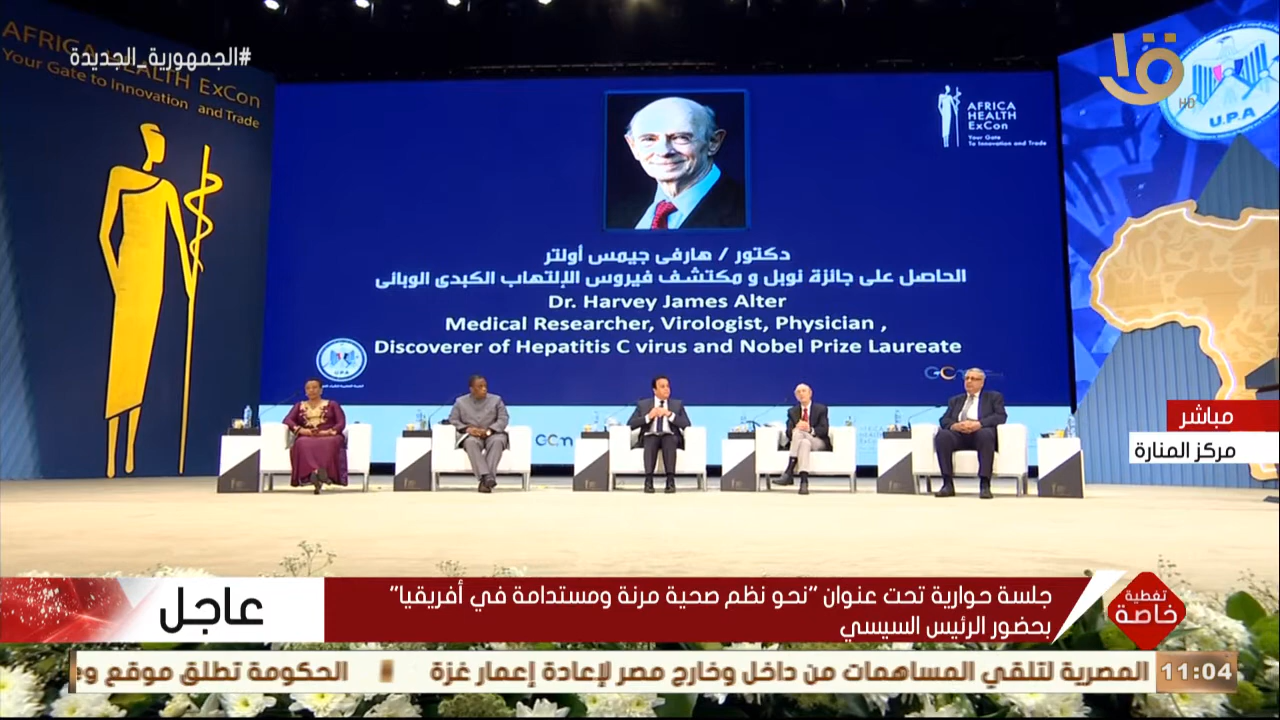 #الجمهورية_الجديدة
AFRICA HEALTH ExCon
Your Gate to Innovation and Trade
HD
U.P.A
AFRICA
HEALTH
ExCon
Your Gate
To Innovation and Trade
دكتور / هارفى جيمس أولتر
الحاصل على جائزة نوبل و مكتشف فيروس الإلتهاب الكبدى الوبائى
Dr. Harvey James Alter
Medical Researcher, Virologist, Physician ,
Discoverer of Hepatitis C virus and Nobel Prize Laureate
U.P.A
مباشر
مركز المنارة
تغطية
خاصة
جلسة حوارية تحت عنوان "نحو نظم صحية مرنة ومستدامة في أفريقيا"
بحضور الرئيس السيسي
عاجل
11:04
المصرية لتلقي المساهمات من داخل وخارج مصر لإعادة إعمار غزة
الحكومة تطلق موقع